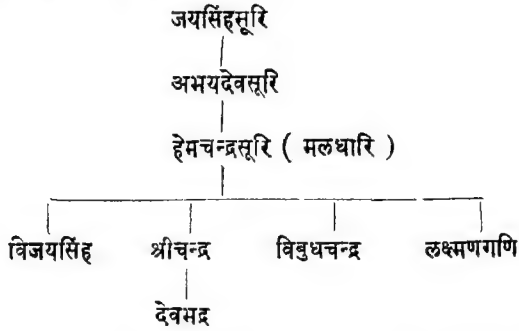 जयसिंहसूरि
अभयदेवसूरि
हेमचन्द्रसूरि ( मलधारि )
विजयसिंह श्रीचन्द्र विबुधचन्द्र लक्ष्मणगणि
देवभद्र